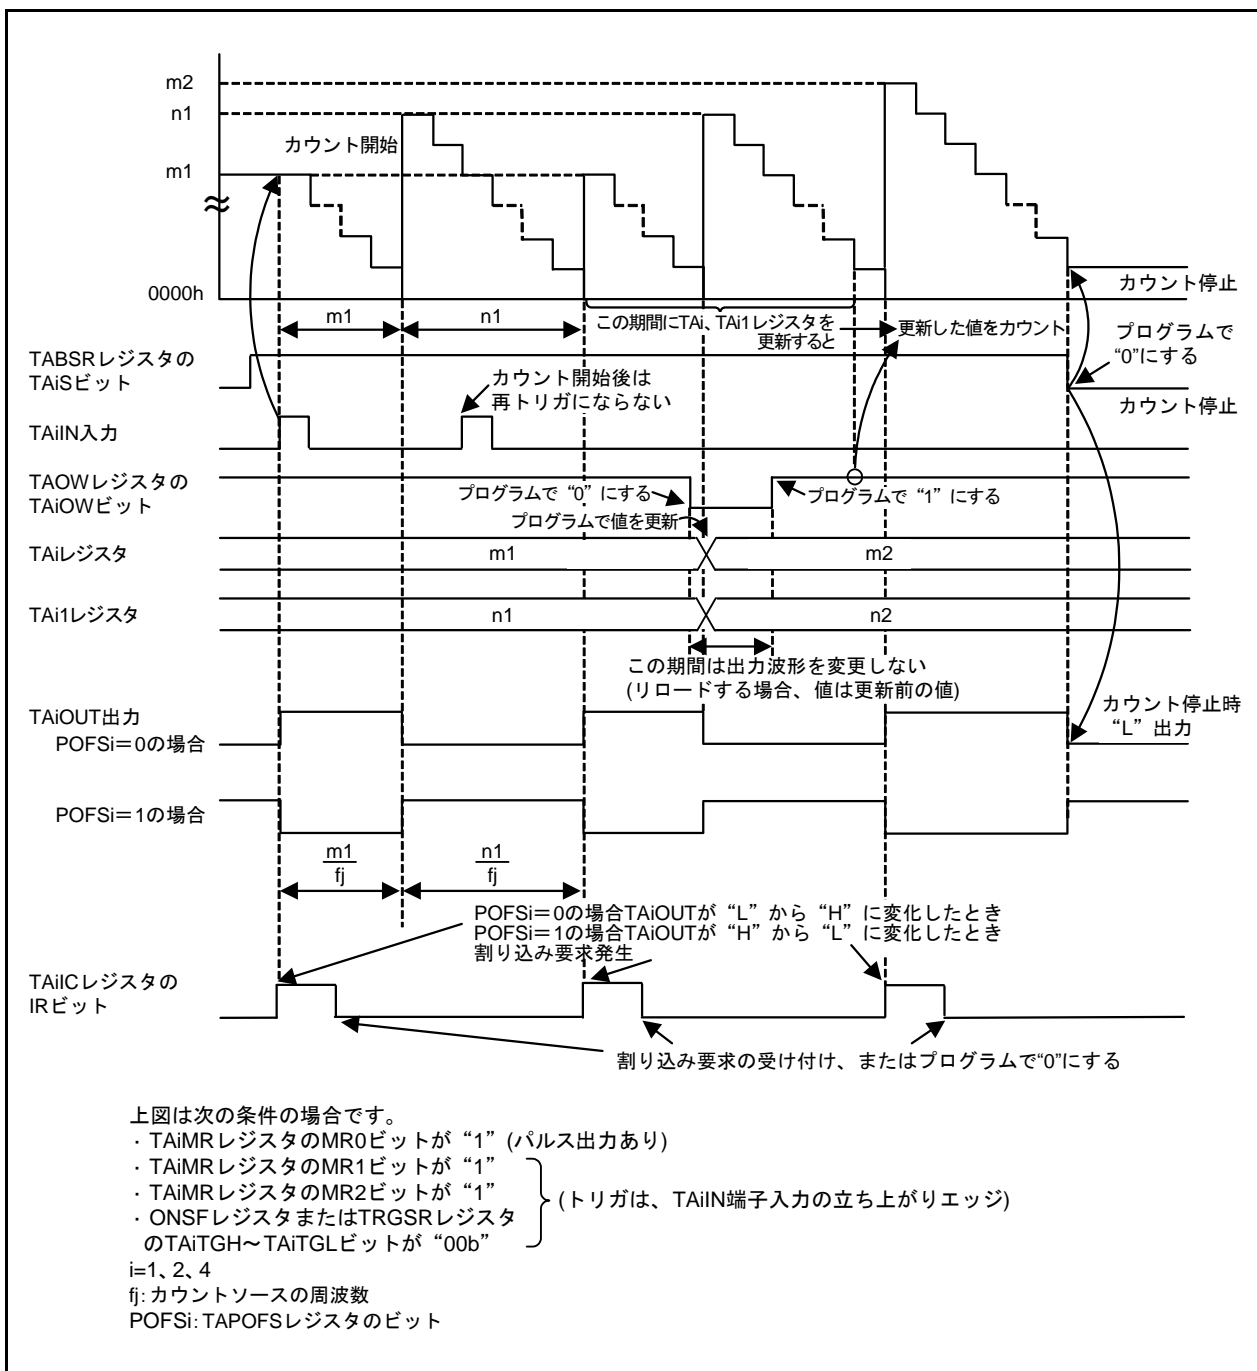 m2
n1
カウント開始
m1
≈
0000h
カウント停止
m1
n1
この期間にTAi、TAi1レジスタを
更新すると
更新した値をカウント
プログラムで
“0”にする
TABSRレジスタの
TAiSビット
カウント開始後は
再トリガにならない
カウント停止
TAiIN入力
TAOWレジスタの
TAiOWビット
プログラムで“0”にする
プログラムで“1”にする
プログラムで値を更新
TAiレジスタ
m1
m2
TAi1レジスタ
n1
n2
この期間は出力波形を変更しない
(リロードする場合、値は更新前の値)
TAiOUT出力
POFSi=0の場合
カウント停止時
“L”出力
POFSi=1の場合
m1
fj
n1
fj
POFSi=0の場合TAiOUTが“L”から“H”に変化したとき
POFSi=1の場合TAiOUTが“H”から“L”に変化したとき
割り込み要求発生
TAiICレジスタの
IRビット
割り込み要求の受け付け、またはプログラムで“0”にする
上図は次の条件の場合です。
・TAiMRレジスタのMR0ビットが“1”(パルス出力あり)
・TAiMRレジスタのMR1ビットが“1”
・TAiMRレジスタのMR2ビットが“1”
(トリガは、TAiIN端子入力の立ち上がりエッジ)
・ONSFレジスタまたはTRGSRレジスタ
のTAiTGH~TAiTGLビットが“00b”
i=1、2、4
fj:カウントソースの周波数
POFSi:TAPOFSレジスタのビット